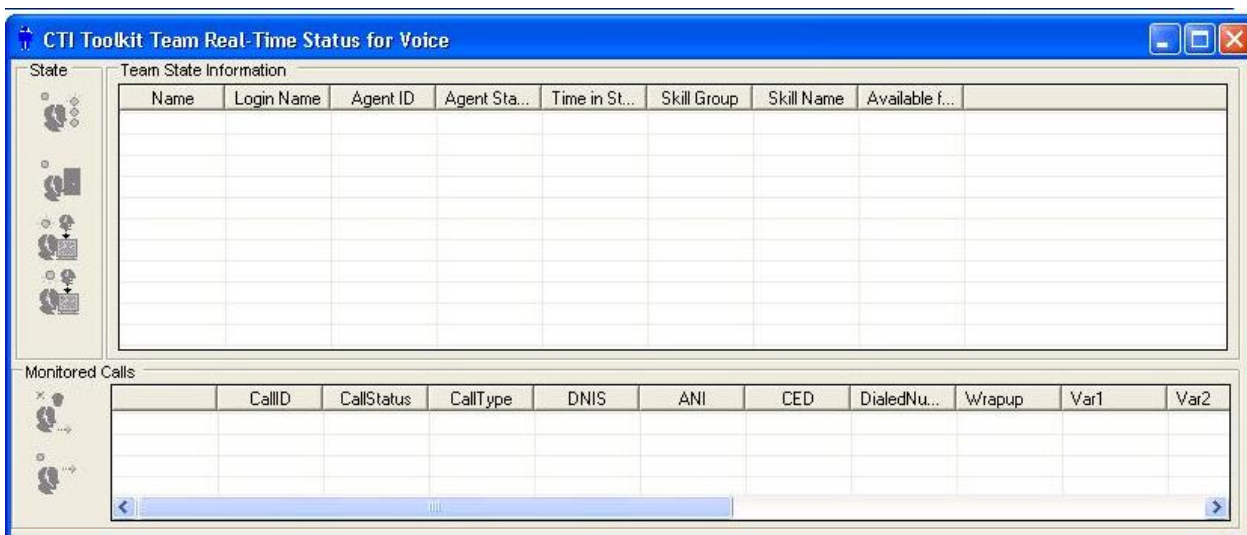 CTI Toolkit Team Real-Time Status for Voice
State Team State Information
Name Login Name Agent ID Agent Sta... Time in St... Skill Group Skill Name Available f...
Monitored Calls
CallID CallStatus CallType DNIS ANI CED DialedNu... Wrapup Var1 Var2